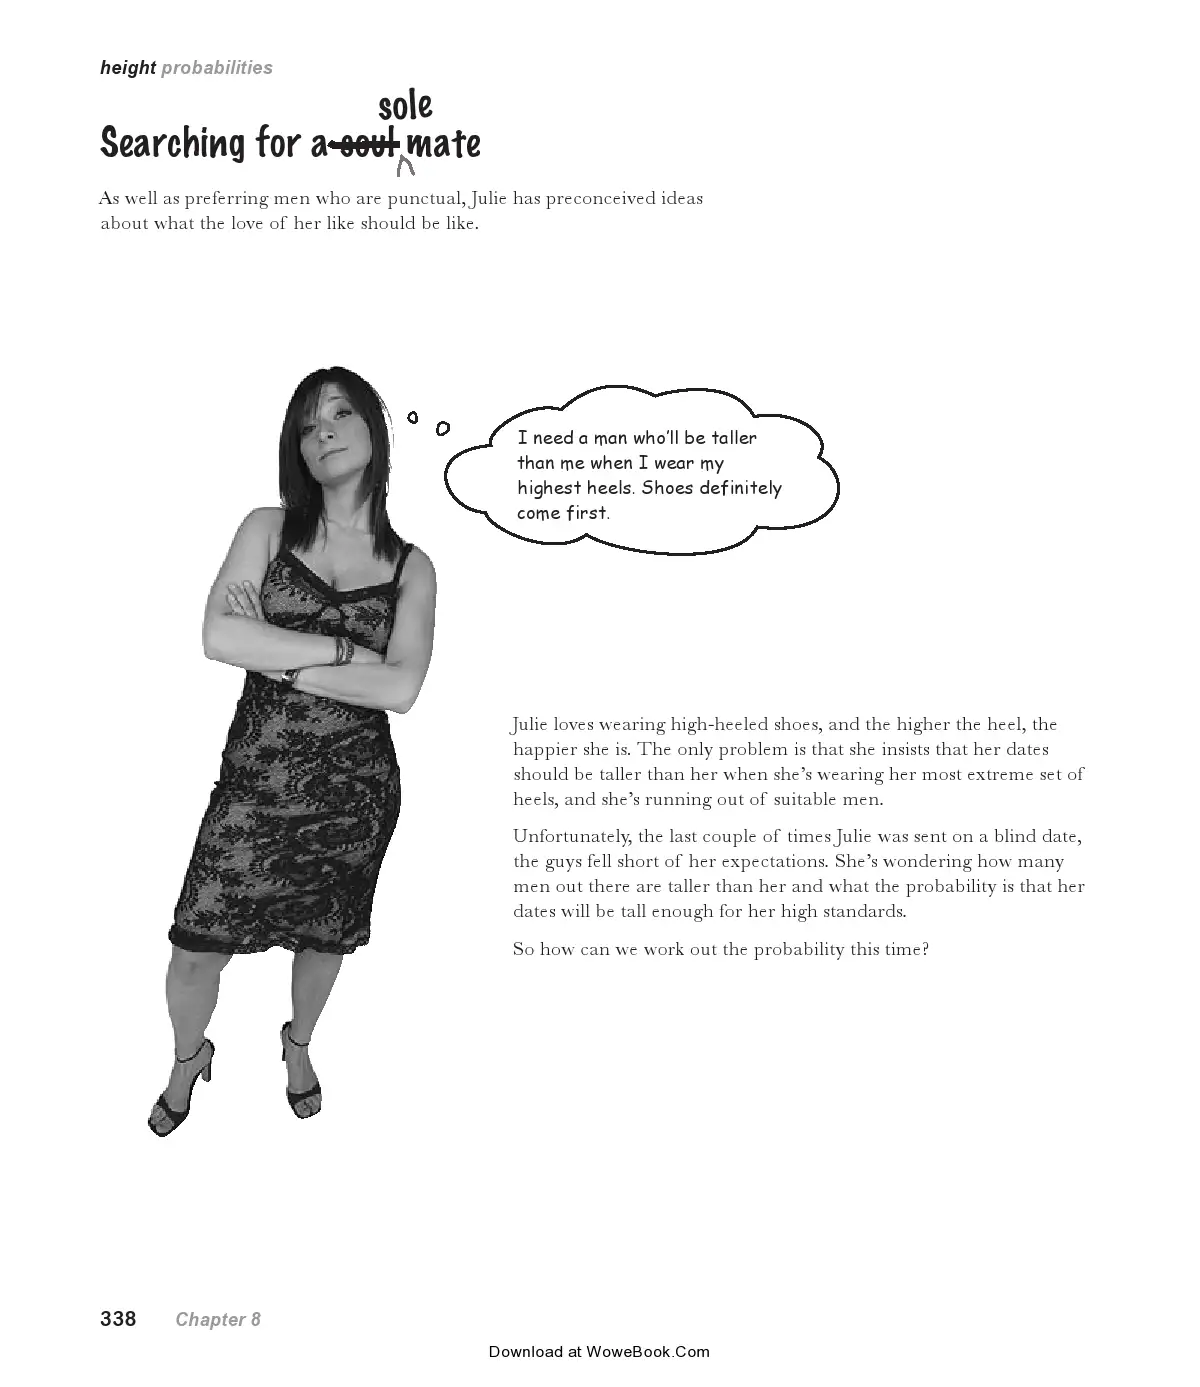 height probabilities
sole
Searching for a soul mate
As well as preferring men who are punctual, Julie has preconceived ideas
about what the love of her like should be like.
I need a man who'll be taller
than me when I wear my
highest heels. Shoes definitely
come first.
Julie loves wearing high-heeled shoes, and the higher the heel, the
happier she is. The only problem is that she insists that her dates
should be taller than her when she's wearing her most extreme set of
heels, and she's running out of suitable men.
Unfortunately, the last couple of times Julie was sent on a blind date,
the guys fell short of her expectations. She's wondering how many
men out there are taller than her and what the probability is that her
dates will be tall enough for her high standards.
So how can we work out the probability this time?
338 Chapter 8
Download at WoweBook.Com